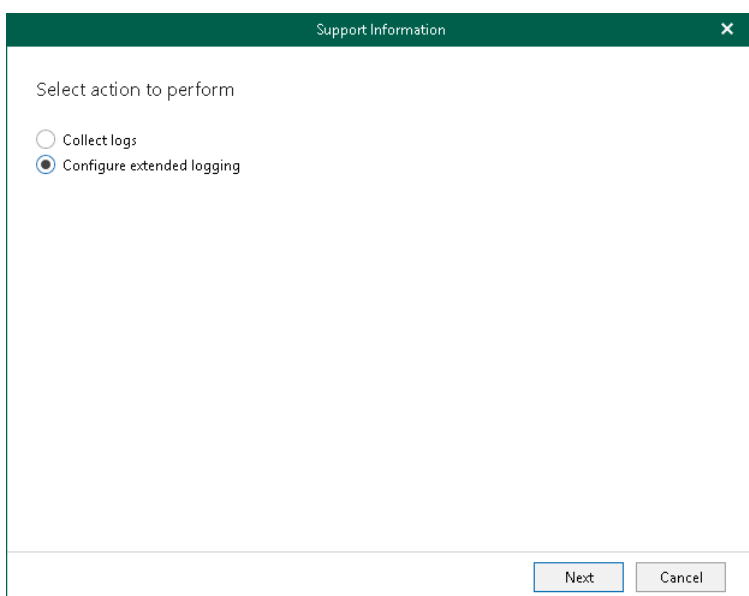 Support Information
Select action to perform
Collect logs
Configure extended logging
Next Cancel